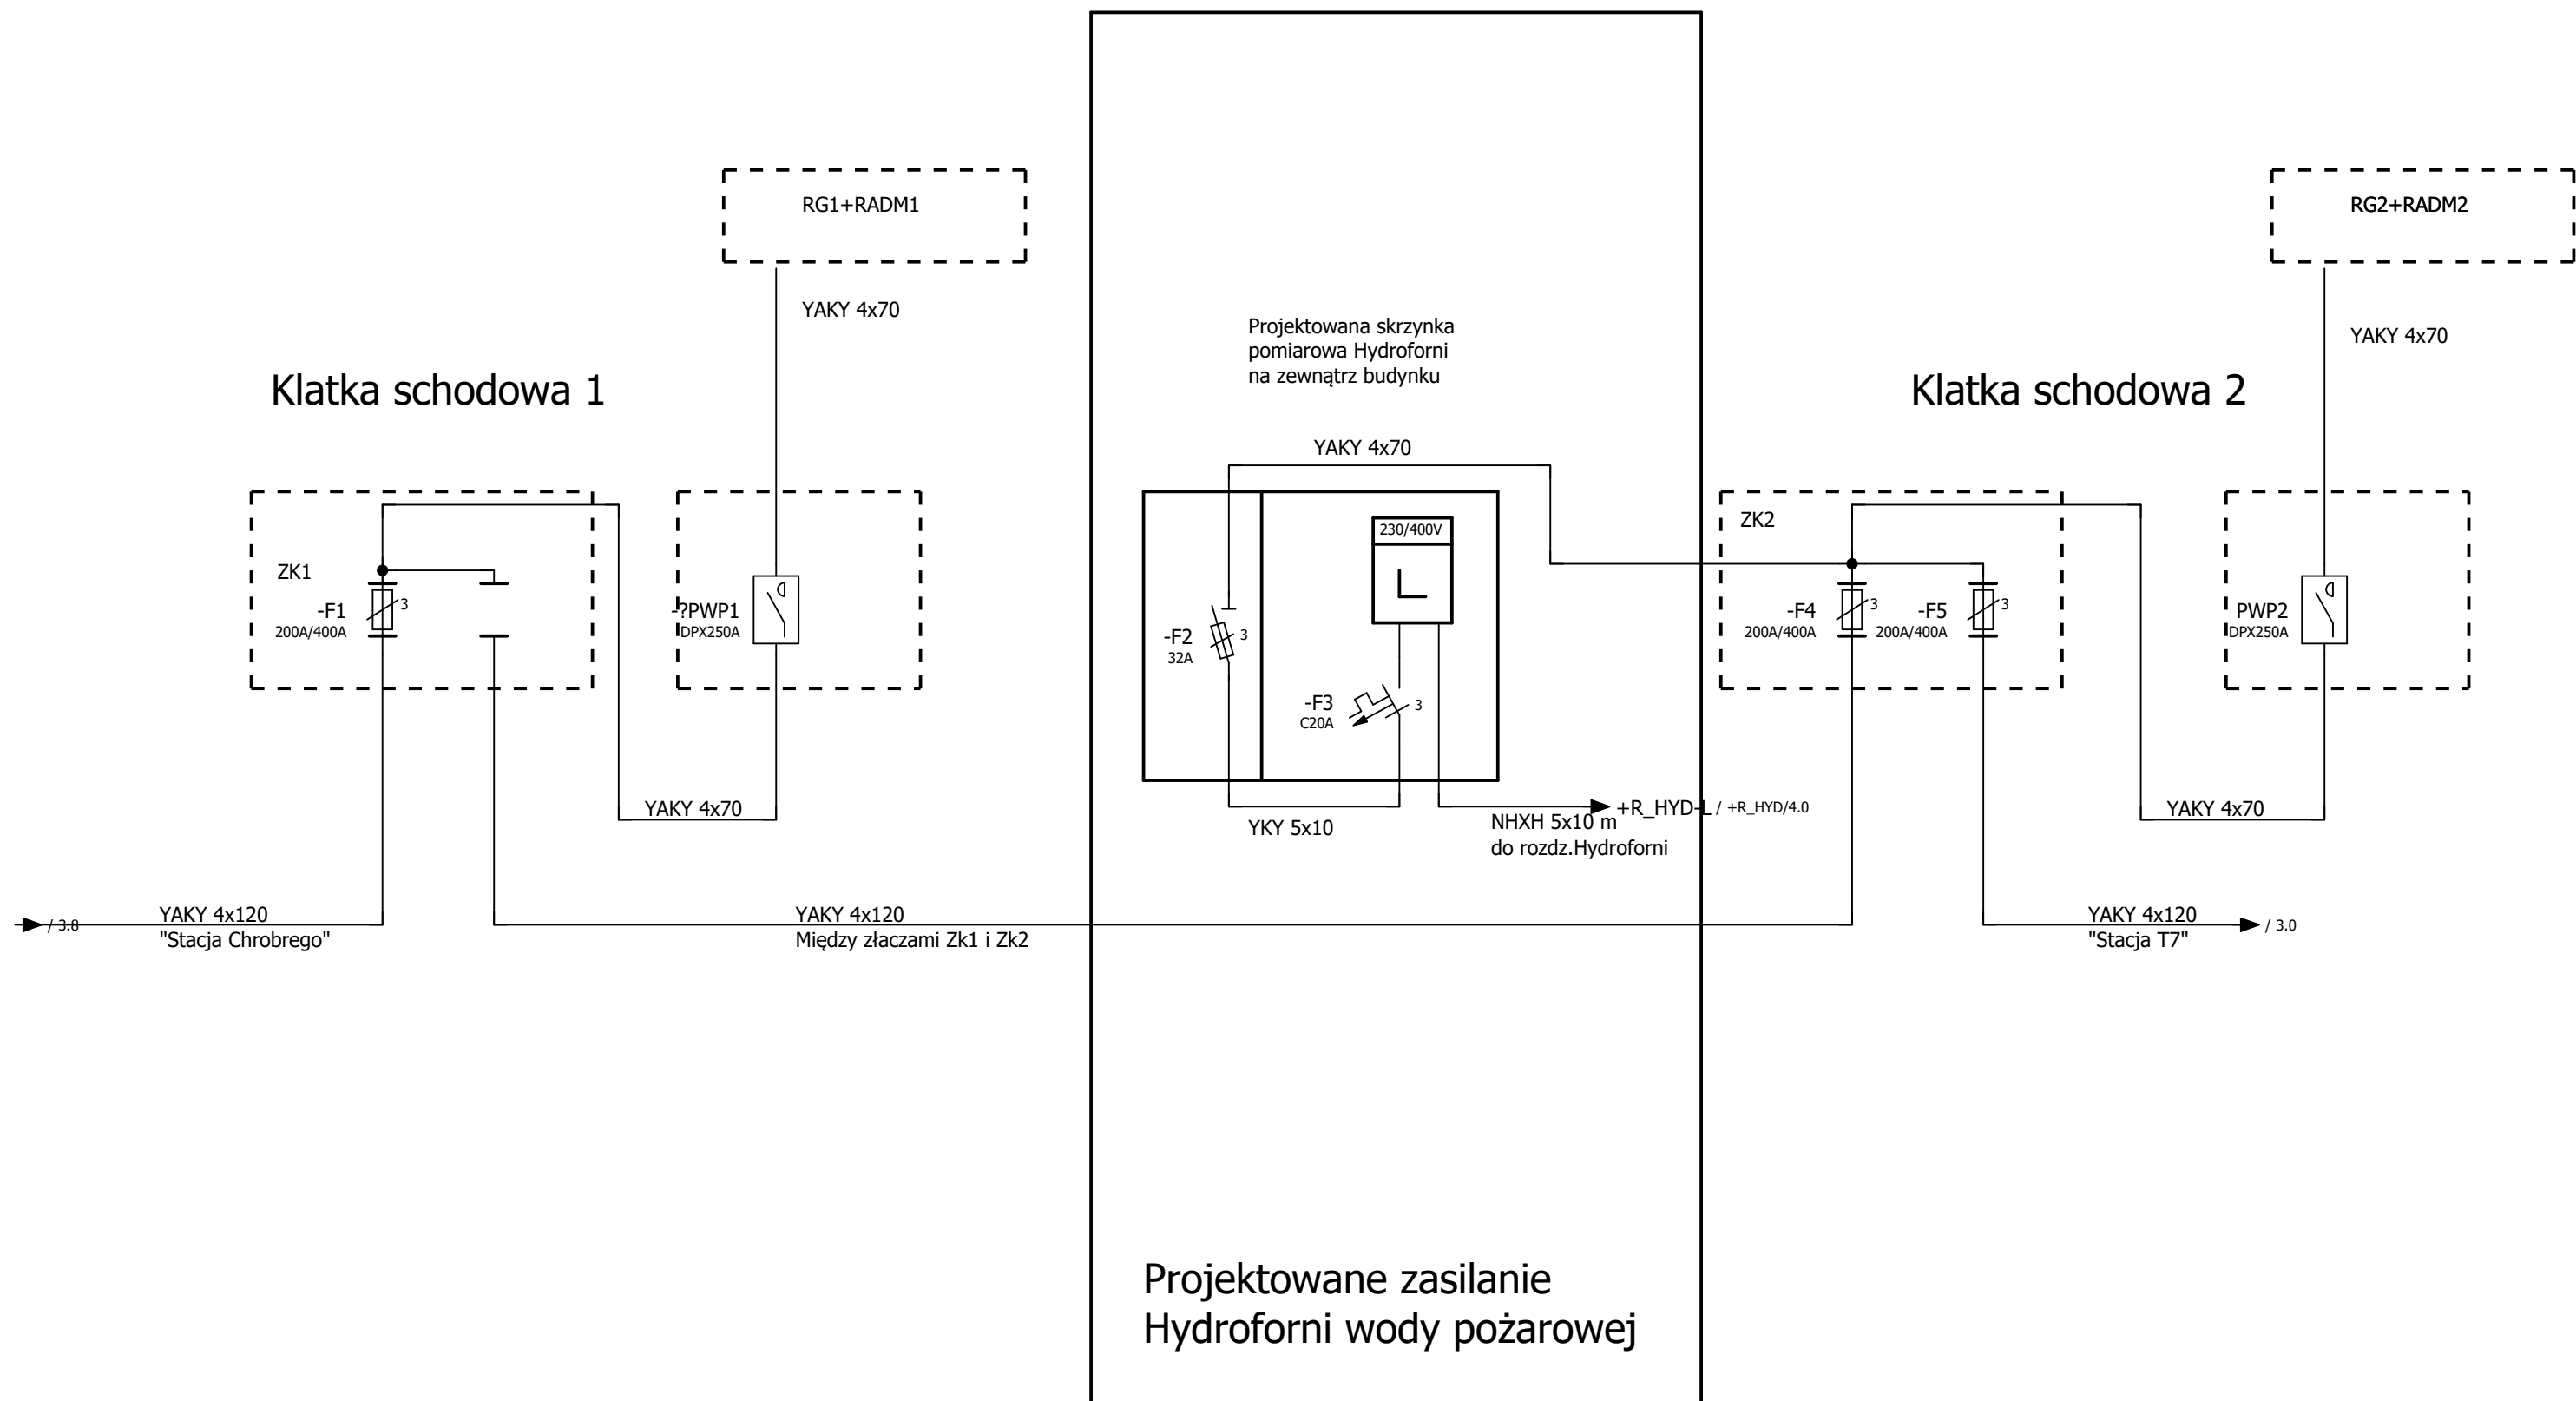 RG1+RADM1
YAKY 4x70
Klatka schodowa 1
ZK1
-F1
200A/400A
3
-?PWP1
DPX250A
YAKY 4x70
/ 3.8
YAKY 4x120
"Stacja Chrobrego"
YAKY 4x120
Między złaczami Zk1 i Zk2
Projektowana skrzynka
pomiarowa Hydroforni
na zewnątrz budynku
YAKY 4x70
230/400V
-F2
32A
3
-F3
C20A
3
YKY 5x10
NHXH 5x10 m
do rozdz.Hydroforni
+R_HYD-L / +R_HYD/4.0
Projektowane zasilanie
Hydroforni wody pożarowej
RG2+RADM2
YAKY 4x70
Klatka schodowa 2
ZK2
-F4
200A/400A
3
-F5
200A/400A
3
PWP2
DPX250A
YAKY 4x70
YAKY 4x120
"Stacja T7"
/ 3.0